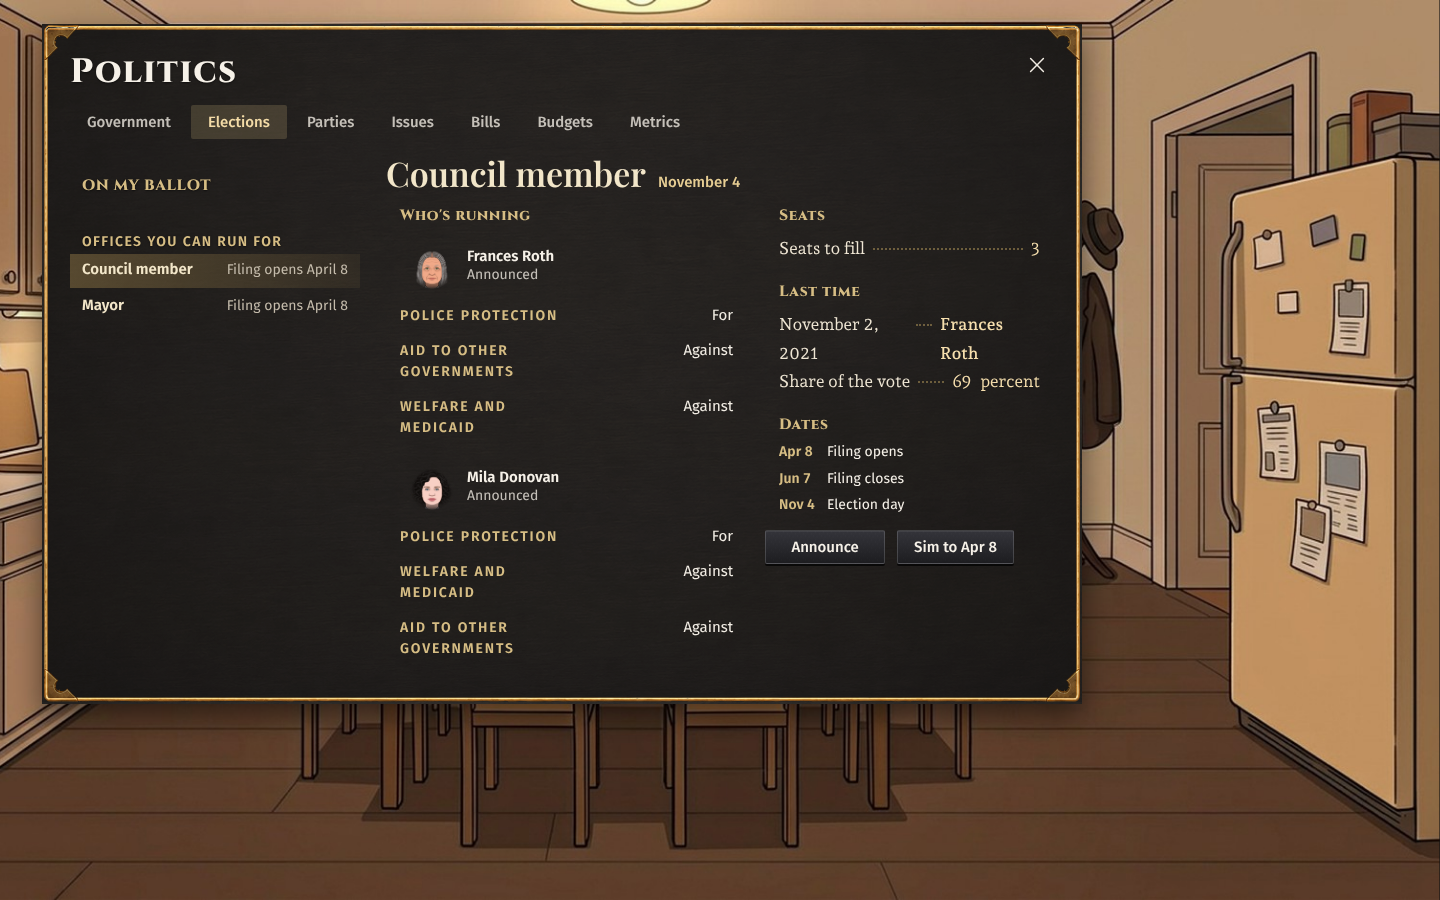 Politics
Government Elections Parties Issues Bills Budgets Metrics
On my ballot
OFFICES YOU CAN RUN FOR
Council member Filing opens April 8
Mayor Filing opens April 8
Council member November 4
Who's running
Frances Roth
Announced
POLICE PROTECTION For
AID TO OTHER GOVERNMENTS Against
WELFARE AND MEDICAID Against
Mila Donovan
Announced
POLICE PROTECTION For
WELFARE AND MEDICAID Against
AID TO OTHER GOVERNMENTS Against
Seats
Seats to fill 3
Last time
November 2, 2021 Frances Roth
Share of the vote 69 percent
Dates
Apr 8 Filing opens
Jun 7 Filing closes
Nov 4 Election day
Announce Sim to Apr 8